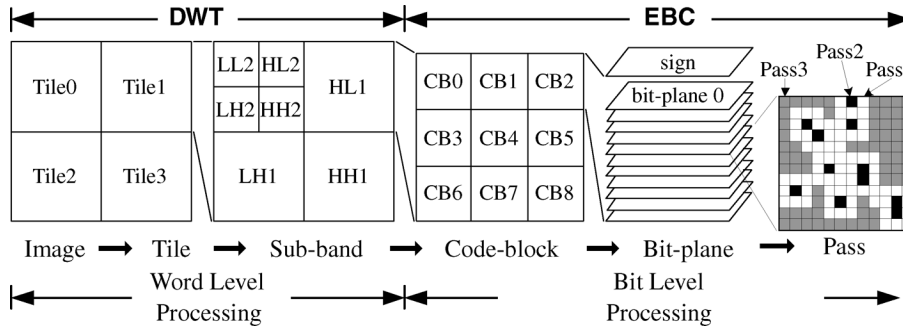 DWT EBC
Tile0 Tile1 Tile2 Tile3
LL2 HL2 HL1
LH2 HH2
LH1 HH1
CB0 CB1 CB2
CB3 CB4 CB5
CB6 CB7 CB8
sign
bit-plane 0
Pass2
Pass3 Pass
Image Tile Sub-band Code-block Bit-plane Pass
Word Level Bit Level
Processing Processing